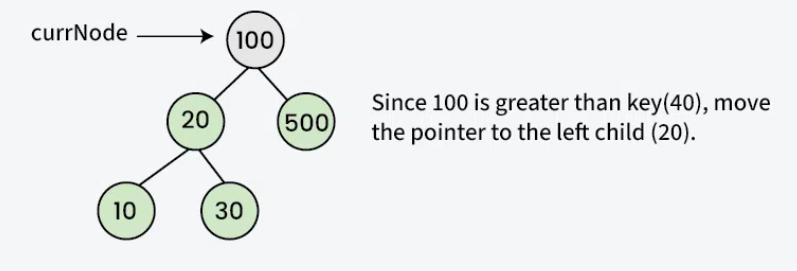 currNode
100
20
500
Since 100 is greater than key(40), move
the pointer to the left child (20).
10
30